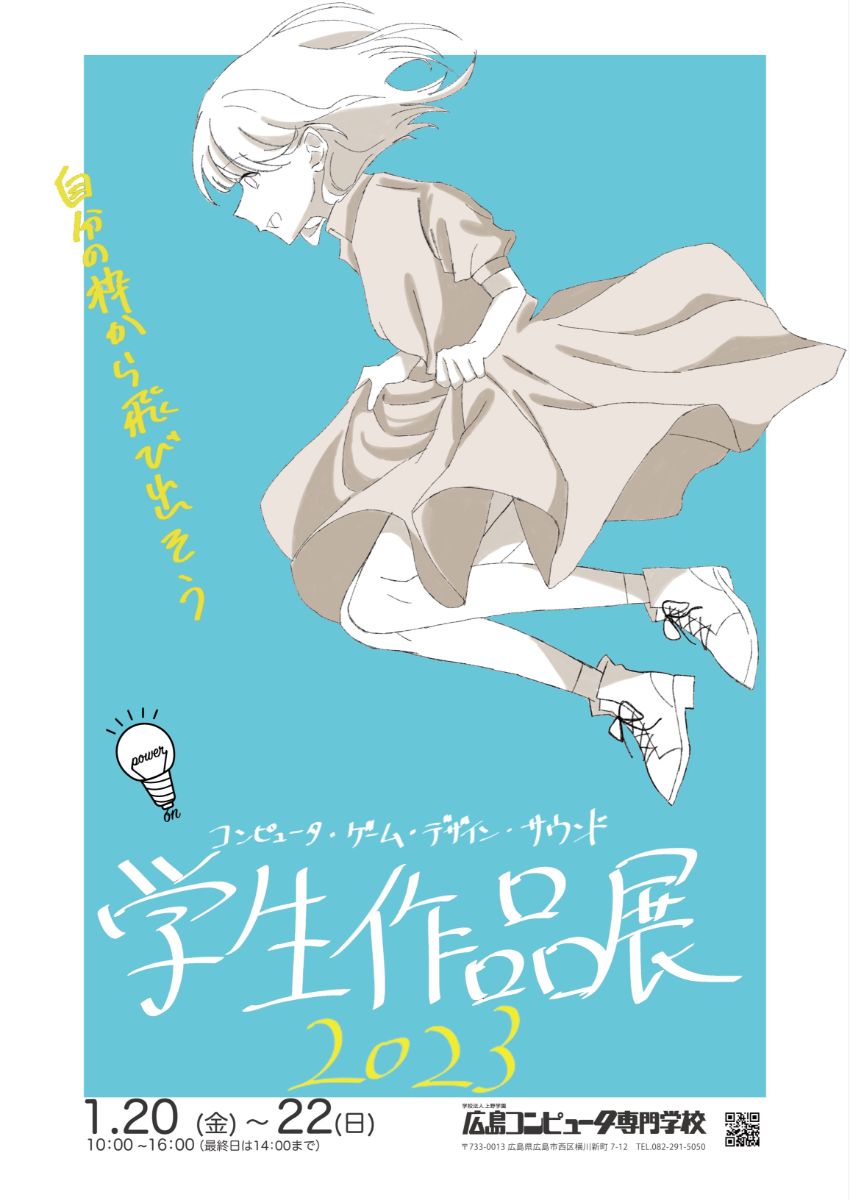 自分の枠から飛び出そう
power
on
コンピュータ・ゲーム・デザイン・サウンド
学生作品展
2023
1.20 (金) ～ 22 (日)
10:00 ~16:00 (最終日は14:00まで)
学校法人 上野学園
広島コンピュータ専門学校
〒733-0013 広島県広島市西区横川新町 7-12 TEL.082-291-5050